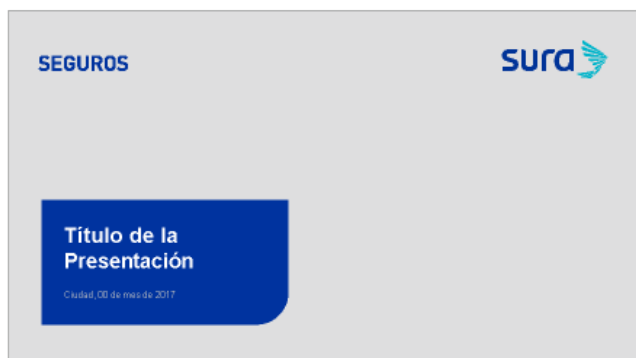 SEGUROS
sura
Título de la
Presentación
Ciudad, 00 de mes de 2017